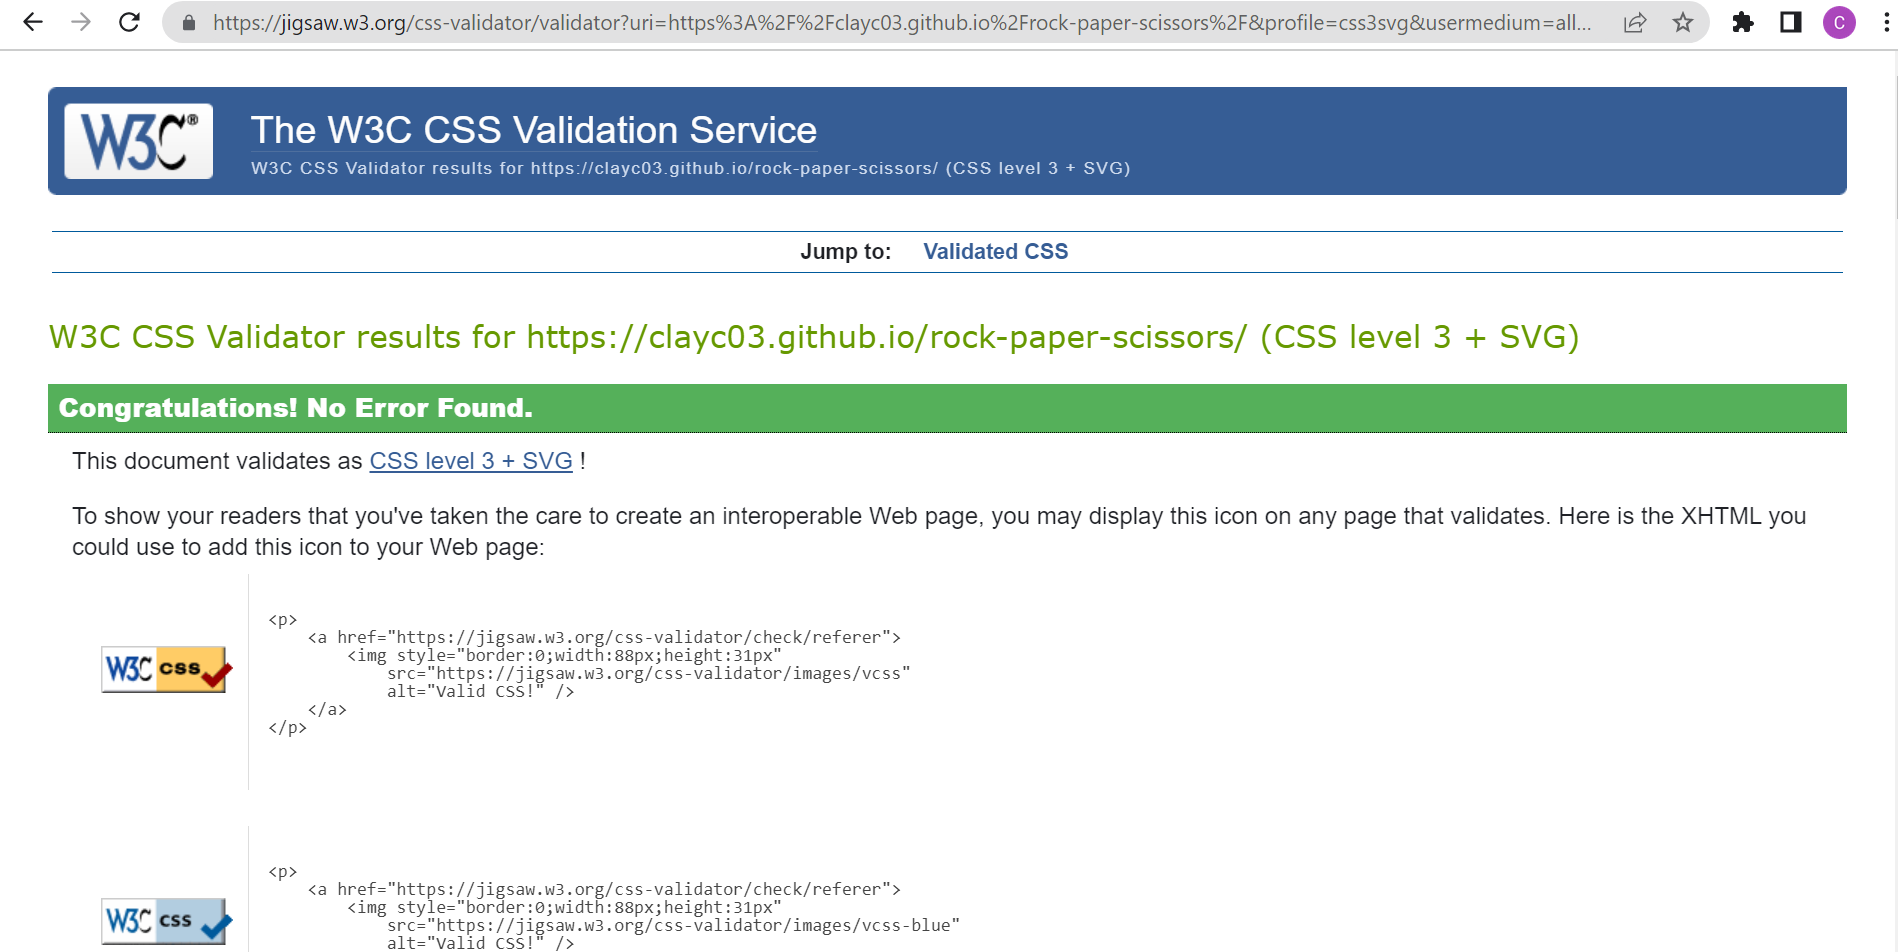 https://jigsaw.w3.org/css-validator/validator?uri=https%3A%2F%2Fclayc03.github.io%2Frock-paper-scissors%2F&profile=css3svg&usermedium=all...
C
W3C®
The W3C CSS Validation Service
W3C CSS Validator results for https://clayc03.github.io/rock-paper-scissors/ (CSS level 3 + SVG)
Jump to: Validated CSS
W3C CSS Validator results for https://clayc03.github.io/rock-paper-scissors/ (CSS level 3 + SVG)
Congratulations! No Error Found.
This document validates as CSS level 3 + SVG !
To show your readers that you've taken the care to create an interoperable Web page, you may display this icon on any page that validates. Here is the XHTML you
could use to add this icon to your Web page:
<p>
<a href="https://jigsaw.w3.org/css-validator/check/referer">
<img style="border:0;width:88px;height:31px"
src="https://jigsaw.w3.org/css-validator/images/vcss"
alt="Valid CSS!" />
</a>
</p>
W3C css
<p>
<a href="https://jigsaw.w3.org/css-validator/check/referer">
<img style="border:0;width:88px;height:31px"
src="https://jigsaw.w3.org/css-validator/images/vcss-blue"
alt="Valid CSS!" />
W3C css